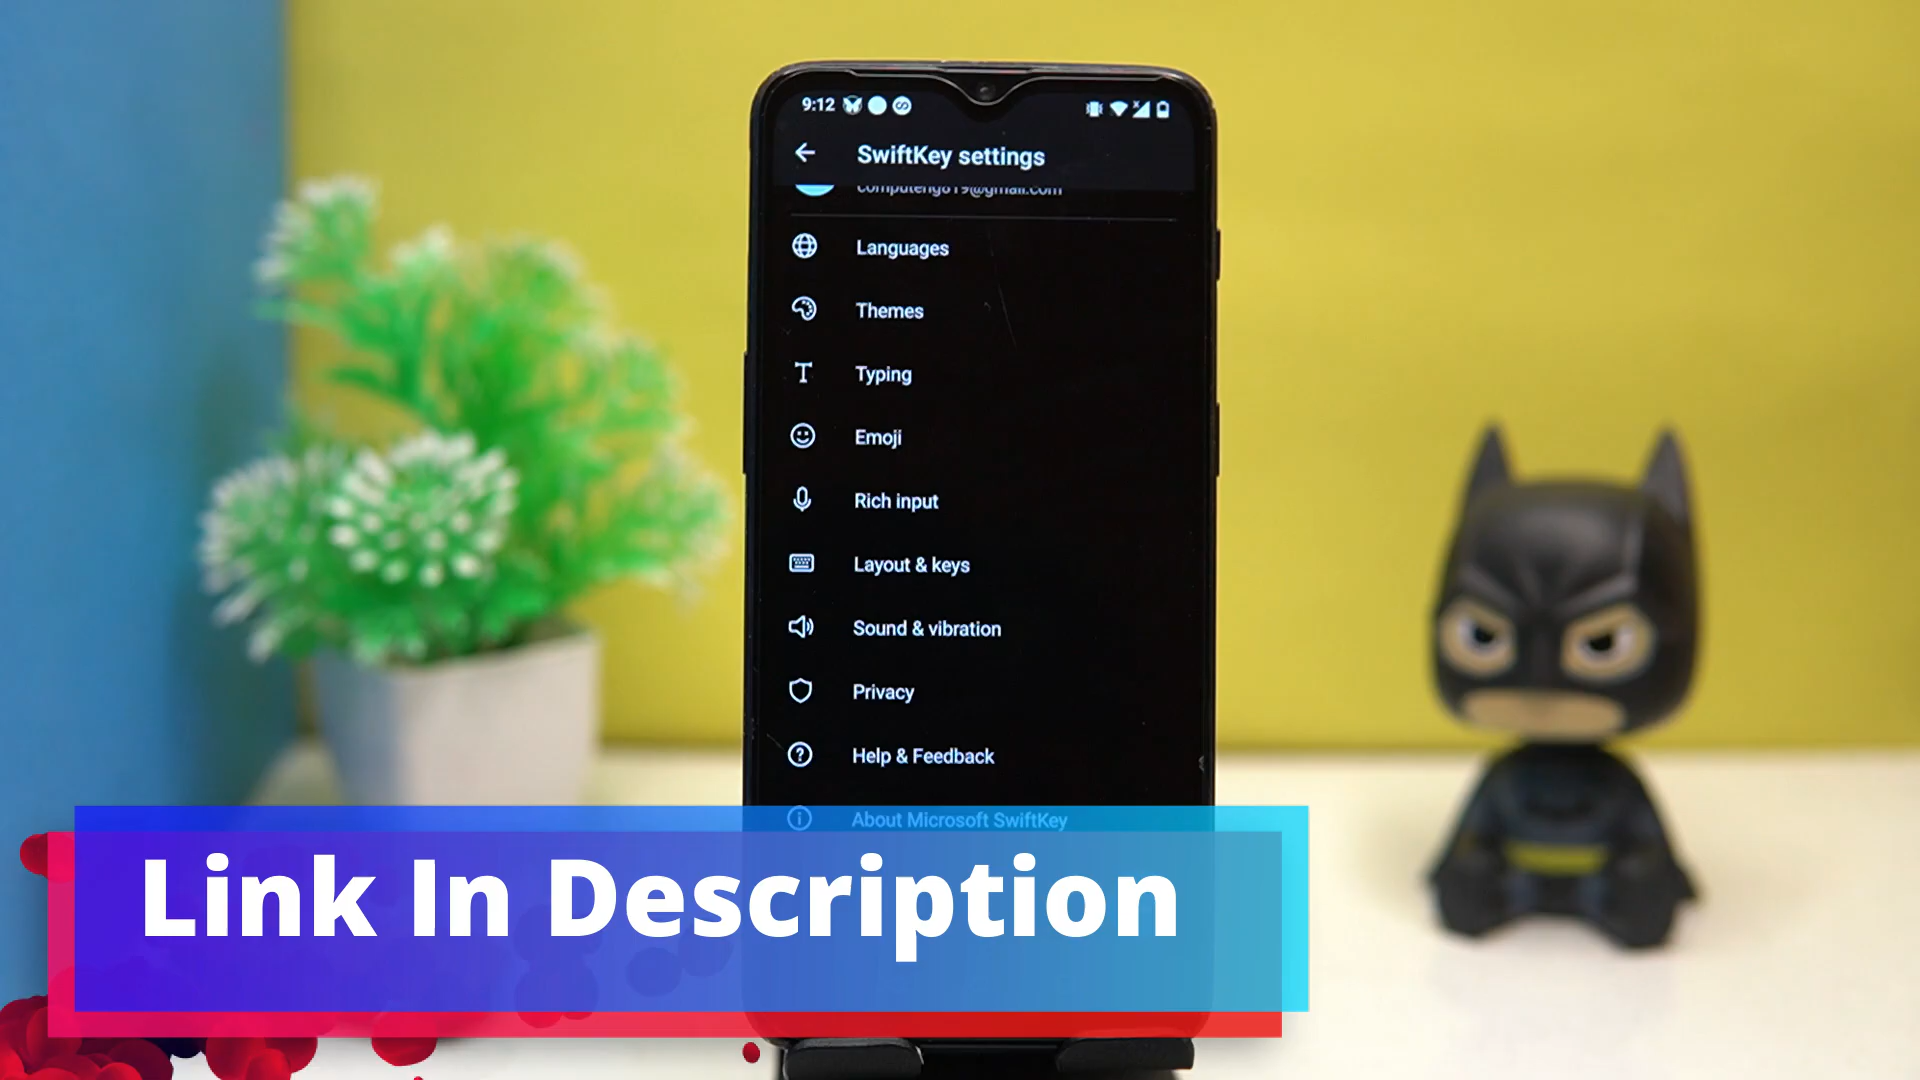 9:12
SwiftKey settings
Languages
Themes
Typing
Emoji
Rich input
Layout & keys
Sound & vibration
Privacy
Help & Feedback
About Microsoft SwiftKey
Link In Description